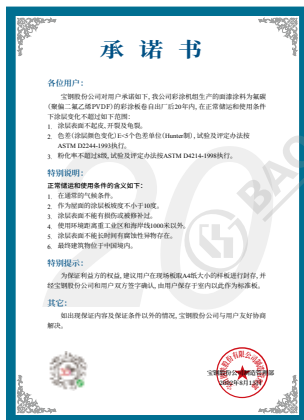 承诺书
各位用户：
宝钢股份公司对用户承诺如下，我公司彩涂机组生产的面漆涂料为氟碳
（聚偏二氟乙烯PVDF）的彩涂板卷自出厂后20年内，在正常储运和使用条件
下涂层变化不超过如下范围：
1. 涂层表面不起皮、开裂及龟裂。
2. 色差（涂层颜色变化）E=5个色差单位（Hunter制），试验及评定办法按
ASTM D2244-1993执行。
3. 粉化率不超过8级，试验及评定办法按ASTM D4214-1998执行。
特别说明：
正常储运和使用条件的含义如下：
1. 在通常的气候条件。
2. 作为屋面的涂层板坡度不小于10度。
3. 涂层表面不能有损伤或被修补过。
4. 使用环境距离重工业区和海岸线1000米以外。
5. 涂层表面不能长时间有腐蚀性异物存在。
6. 最终建筑物位于中国境内。
特别提示：
为保证利益方的权益，建议用户在现场板取A4纸大小的样板进行封存，并
经宝钢股份公司和用户双方签字确认，由用户保存于室内以此作为标准板。
其它：
如出现保证内容及保证条件以外的情况，宝钢股份公司与用户友好协商
解决。
20
BAO